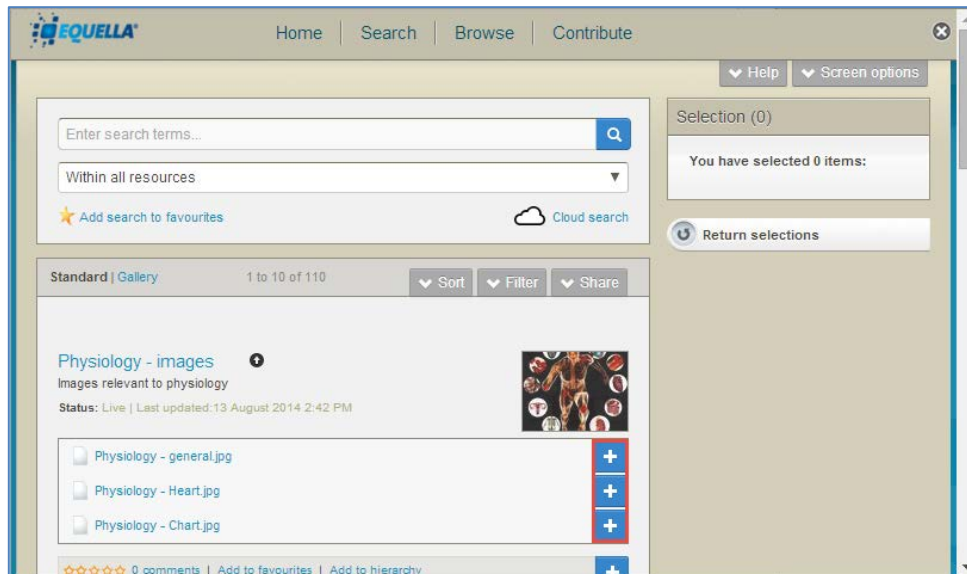 EQUELLA
Home | Search | Browse | Contribute
Help Screen options
Enter search terms...
Within all resources
Add search to favourites Cloud search
Selection (0)
You have selected 0 items:
Return selections
Standard | Gallery 1 to 10 of 110 Sort Filter Share
Physiology - images
Images relevant to physiology
Status: Live | Last updated:13 August 2014 2:42 PM
Physiology - general.jpg
Physiology - Heart.jpg
Physiology - Chart.jpg
0 comments | Add to favourites | Add to hierarchy